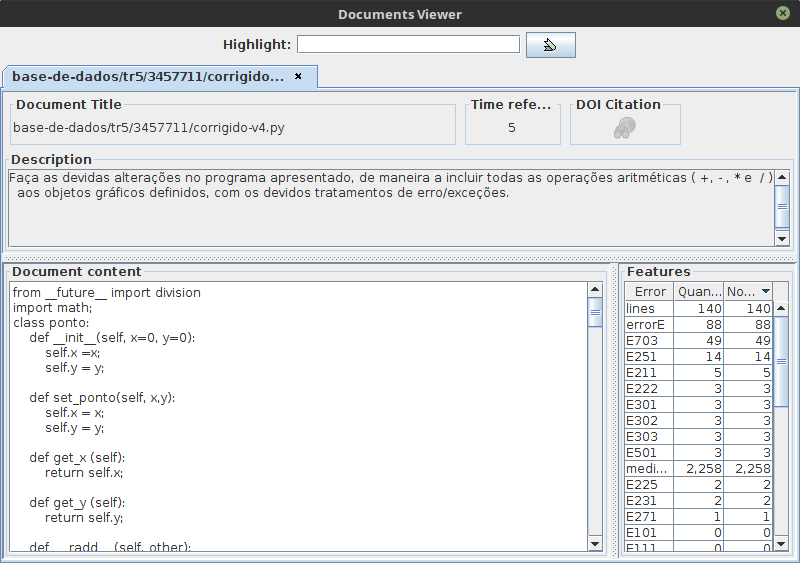 Documents Viewer
Highlight:
base-de-dados/tr5/3457711/corrigido... ×
Document Title
base-de-dados/tr5/3457711/corrigido-v4.py
Time refe...
5
DOI Citation
Description
Faça as devidas alterações no programa apresentado, de maneira a incluir todas as operações aritméticas ( +, - , * e / )
aos objetos gráficos definidos, com os devidos tratamentos de erro/exceções.
Document content
from __future__ import division
import math;
class ponto:
def __init__(self, x=0, y=0):
self.x =x;
self.y = y;
def set_ponto(self, x,y):
self.x = x;
self.y = y;
def get_x (self):
return self.x;
def get_y (self):
return self.y;
def __radd__ (self, other):
Features
Error Quan... No...
lines 140 140
errorE 88 88
E703 49 49
E251 14 14
E211 5 5
E222 3 3
E301 3 3
E302 3 3
E303 3 3
E501 3 3
medi... 2,258 2,258
E225 2 2
E231 2 2
E271 1 1
E101 0 0
E111 0 0